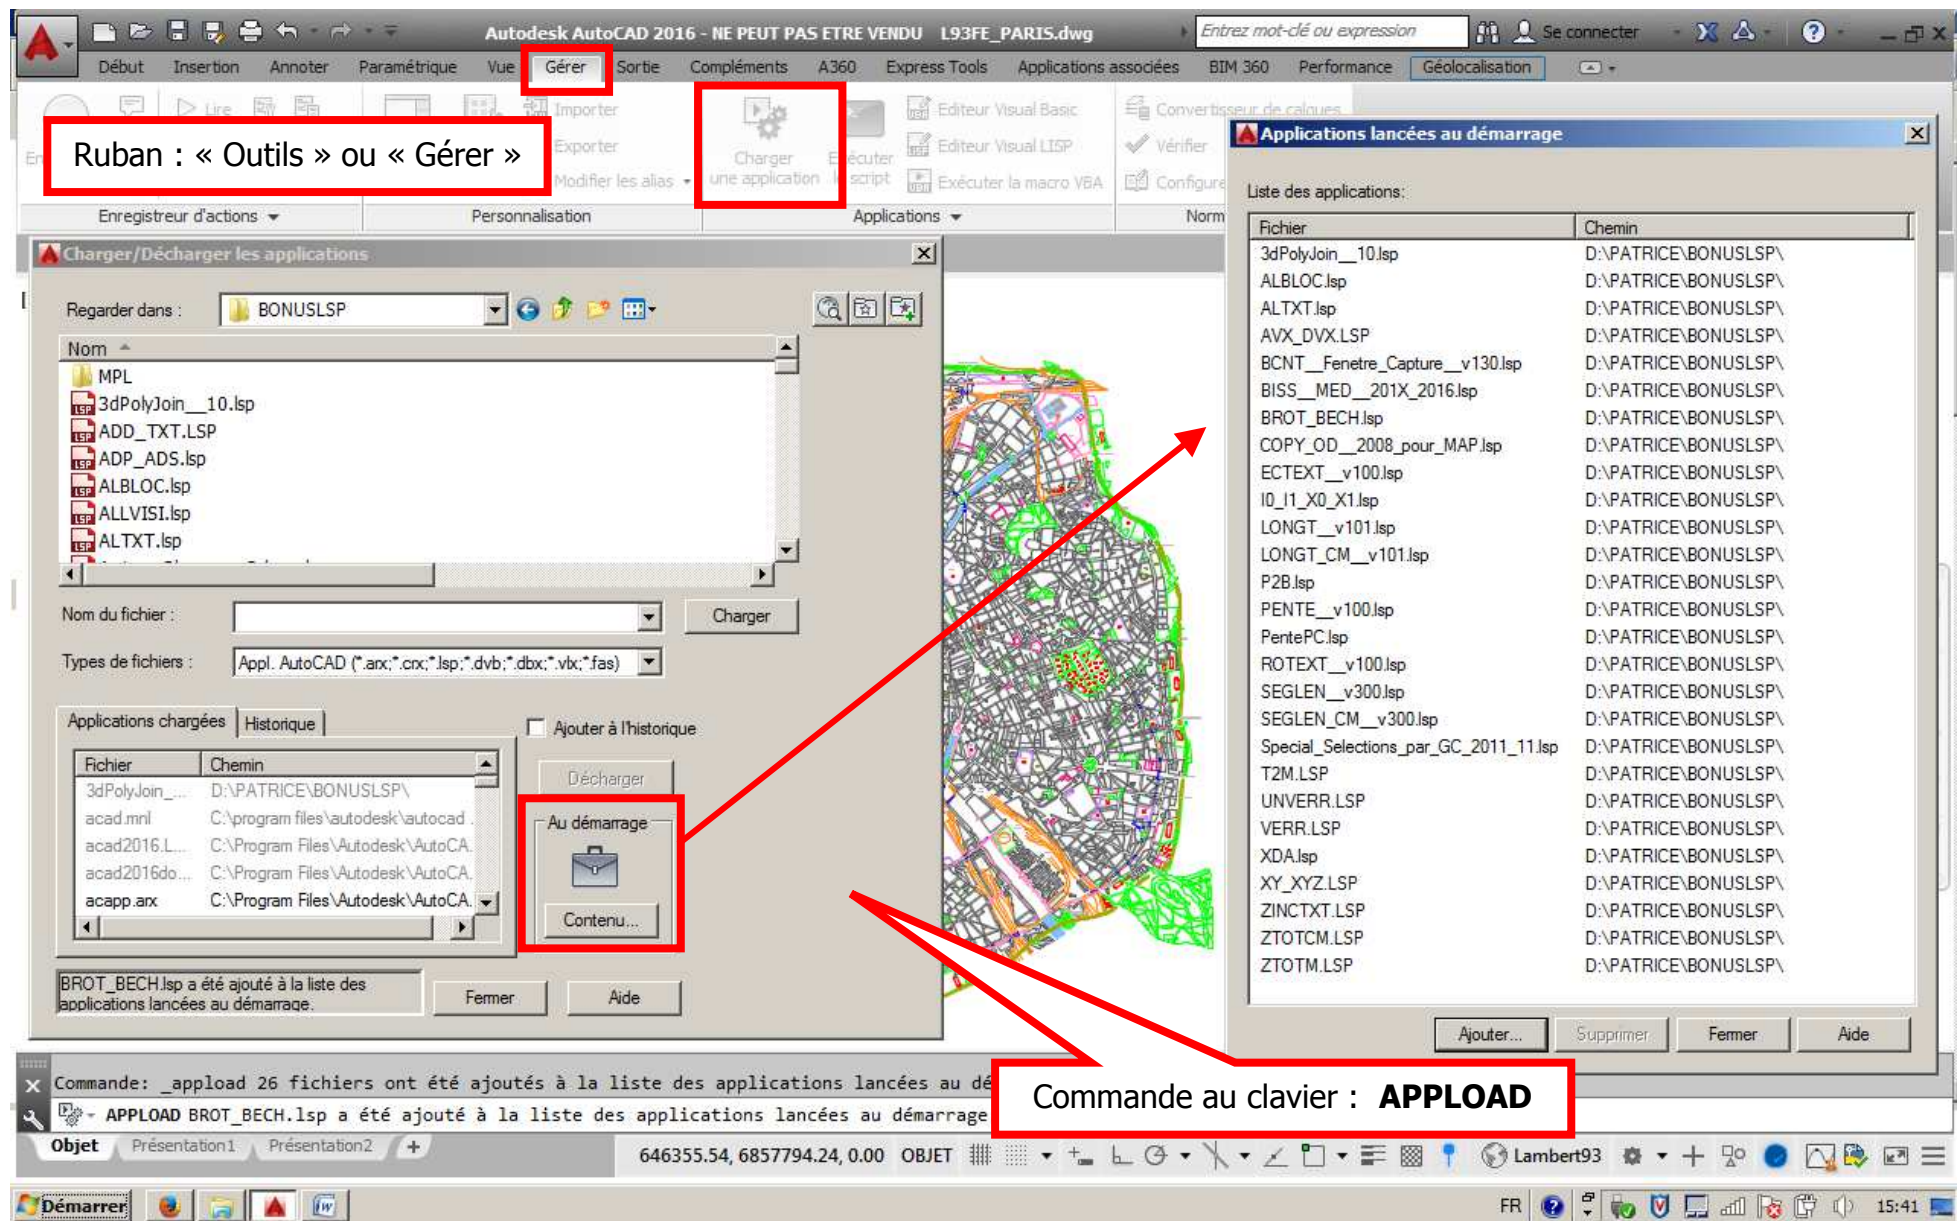 Autodesk AutoCAD 2016 - NE PEUT PAS ETRE VENDU L93FE_PARIS.dwg
Entrez mot-clé ou expression
Se connecter
Début Insertion Annoter Paramétrique Vue Gérer Sortie Compléments A360 Express Tools Applications associées BIM 360 Performance Géolocalisation
Lire
Importer
Editeur Visual Basic
Convertisseur de calques
Ruban : « Outils » ou « Gérer »
Exporter
Charger une application
Exécuter le script
Editeur Visual LISP
Vérifier
Modifier les alias
Exécuter la macro VBA
Enregistreur d'actions
Personnalisation
Applications
Norm
Charger/Décharger les applications
Regarder dans : BONUSLSP
Nom
MPL
3dPolyJoin__10.lsp
ADD_TXT.LSP
ADP_ADS.lsp
ALBLOC.lsp
ALLVISI.lsp
ALTXT.lsp
Nom du fichier :
Charger
Types de fichiers : Appl. AutoCAD (*.arx;*.crx;*.lsp;*.dvb;*.dbx;*.vlx;*.fas)
Applications chargées Historique
Ajouter à l'historique
Fichier Chemin
3dPolyJoin_... D:\PATRICE\BONUSLSP\
acad.mnl C:\program files\autodesk\autocad
acad2016.L... C:\Program Files\Autodesk\AutoCA.
acad2016do... C:\Program Files\Autodesk\AutoCA.
acapp.arx C:\Program Files\Autodesk\AutoCA.
Décharger
Au démarrage
Contenu...
BROT_BECH.lsp a été ajouté à la liste des
applications lancées au démarrage.
Fermer
Aide
Applications lancées au démarrage
Liste des applications:
Fichier Chemin
3dPolyJoin__10.lsp D:\PATRICE\BONUSLSP\
ALBLOC.lsp D:\PATRICE\BONUSLSP\
ALTXT.lsp D:\PATRICE\BONUSLSP\
AVX_DVX.LSP D:\PATRICE\BONUSLSP\
BCNT__Fenetre_Capture__v130.lsp D:\PATRICE\BONUSLSP\
BISS__MED__201X_2016.lsp D:\PATRICE\BONUSLSP\
BROT_BECH.lsp D:\PATRICE\BONUSLSP\
COPY_OD__2008_pour_MAP.lsp D:\PATRICE\BONUSLSP\
ECTEXT__v100.lsp D:\PATRICE\BONUSLSP\
I0_I1_X0_X1.lsp D:\PATRICE\BONUSLSP\
LONGT__v101.lsp D:\PATRICE\BONUSLSP\
LONGT_CM__v101.lsp D:\PATRICE\BONUSLSP\
P2B.lsp D:\PATRICE\BONUSLSP\
PENTE__v100.lsp D:\PATRICE\BONUSLSP\
PentePC.lsp D:\PATRICE\BONUSLSP\
ROTEXT__v100.lsp D:\PATRICE\BONUSLSP\
SEGLEN__v300.lsp D:\PATRICE\BONUSLSP\
SEGLEN_CM__v300.lsp D:\PATRICE\BONUSLSP\
Special_Selections_par_GC_2011_11.lsp D:\PATRICE\BONUSLSP\
T2M.LSP D:\PATRICE\BONUSLSP\
UNVERR.LSP D:\PATRICE\BONUSLSP\
VERR.LSP D:\PATRICE\BONUSLSP\
XDA.lsp D:\PATRICE\BONUSLSP\
XY_XYZ.LSP D:\PATRICE\BONUSLSP\
ZINCTXT.LSP D:\PATRICE\BONUSLSP\
ZTOTCM.LSP D:\PATRICE\BONUSLSP\
ZTOTM.LSP D:\PATRICE\BONUSLSP\
Ajouter... Supprimer Fermer Aide
Commande: _appload 26 fichiers ont été ajoutés à la liste des applications lancées au dé
APPLOAD BROT_BECH.lsp a été ajouté à la liste des applications lancées au démarrage
Commande au clavier : APPLOAD
Objet Présentation1 Présentation2 +
646355.54, 6857794.24, 0.00 OBJET
Lambert93
Démarrer
FR
15:41